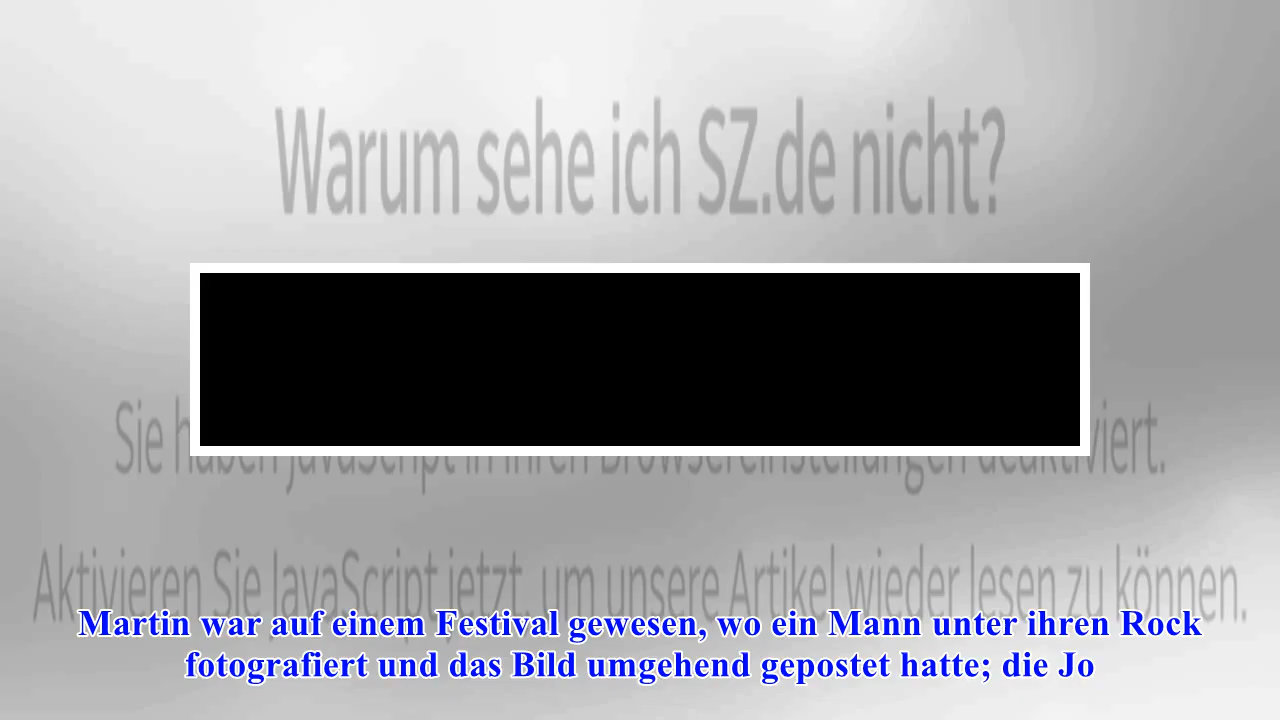 Warum sehe ich SZ.de nicht?
Sie haben JavaScript in Ihren Browsereinstellungen deaktiviert.
Aktivieren Sie JavaScript jetzt, um unsere Artikel wieder lesen zu können.
Martin war auf einem Festival gewesen, wo ein Mann unter ihren Rock
fotografiert und das Bild umgehend gepostet hatte; die Jo